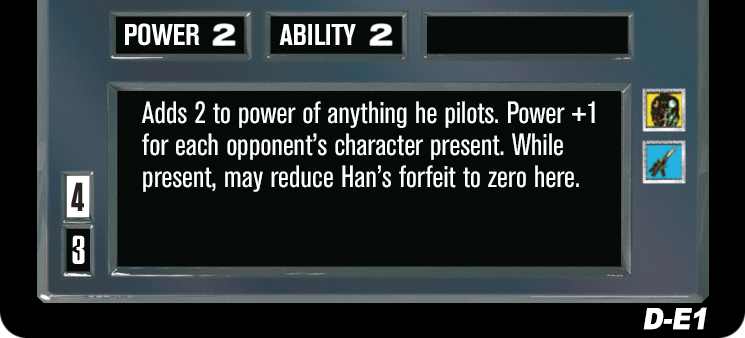 POWER 2 ABILITY 2
Adds 2 to power of anything he pilots. Power +1
for each opponent's character present. While
present, may reduce Han's forfeit to zero here.
4
3
D-E1